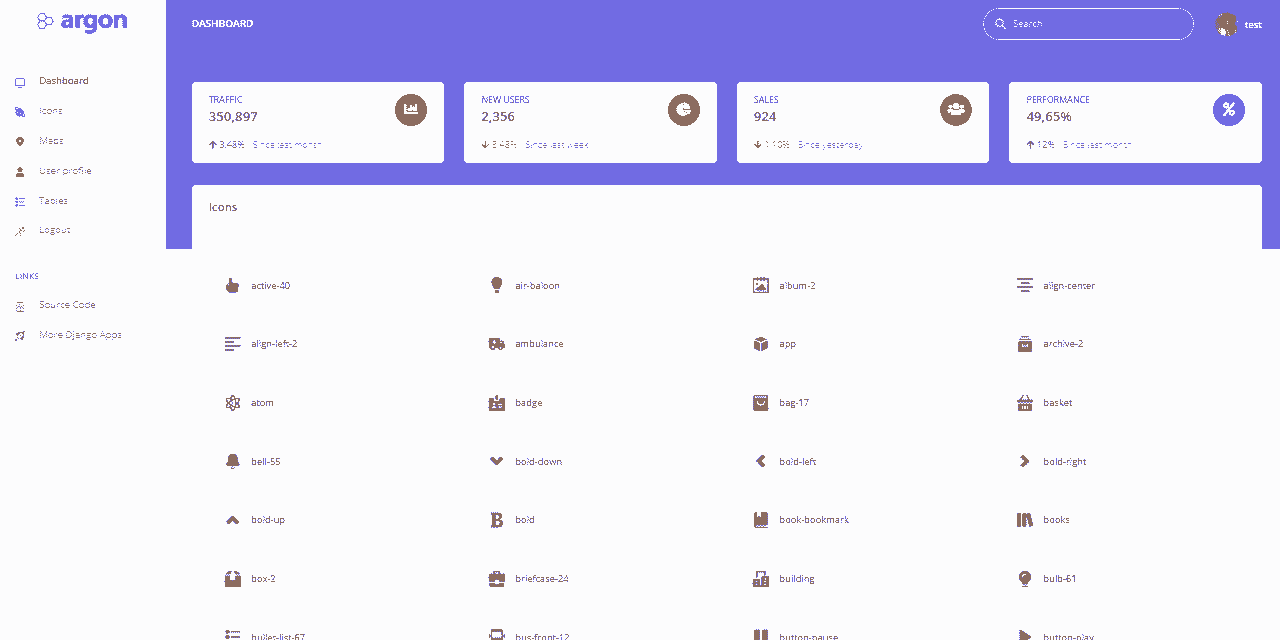 argon
DASHBOARD
Search
test
Dashboard
Icons
Maps
User profile
Tables
Logout
LINKS
Source Code
More Django Apps
TRAFFIC
350,897
3.48% Since last month
NEW USERS
2,356
3.48% Since last week
SALES
924
1.10% Since yesterday
PERFORMANCE
49,65%
12% Since last month
Icons
active-40
air-baloon
album-2
align-center
align-left-2
ambulance
app
archive-2
atom
badge
bag-17
basket
bell-55
bold-down
bold-left
bold-right
bold-up
bold
book-bookmark
books
box-2
briefcase-24
building
bulb-61
bullet-list-67
bus-front-12
button-pause
button-play